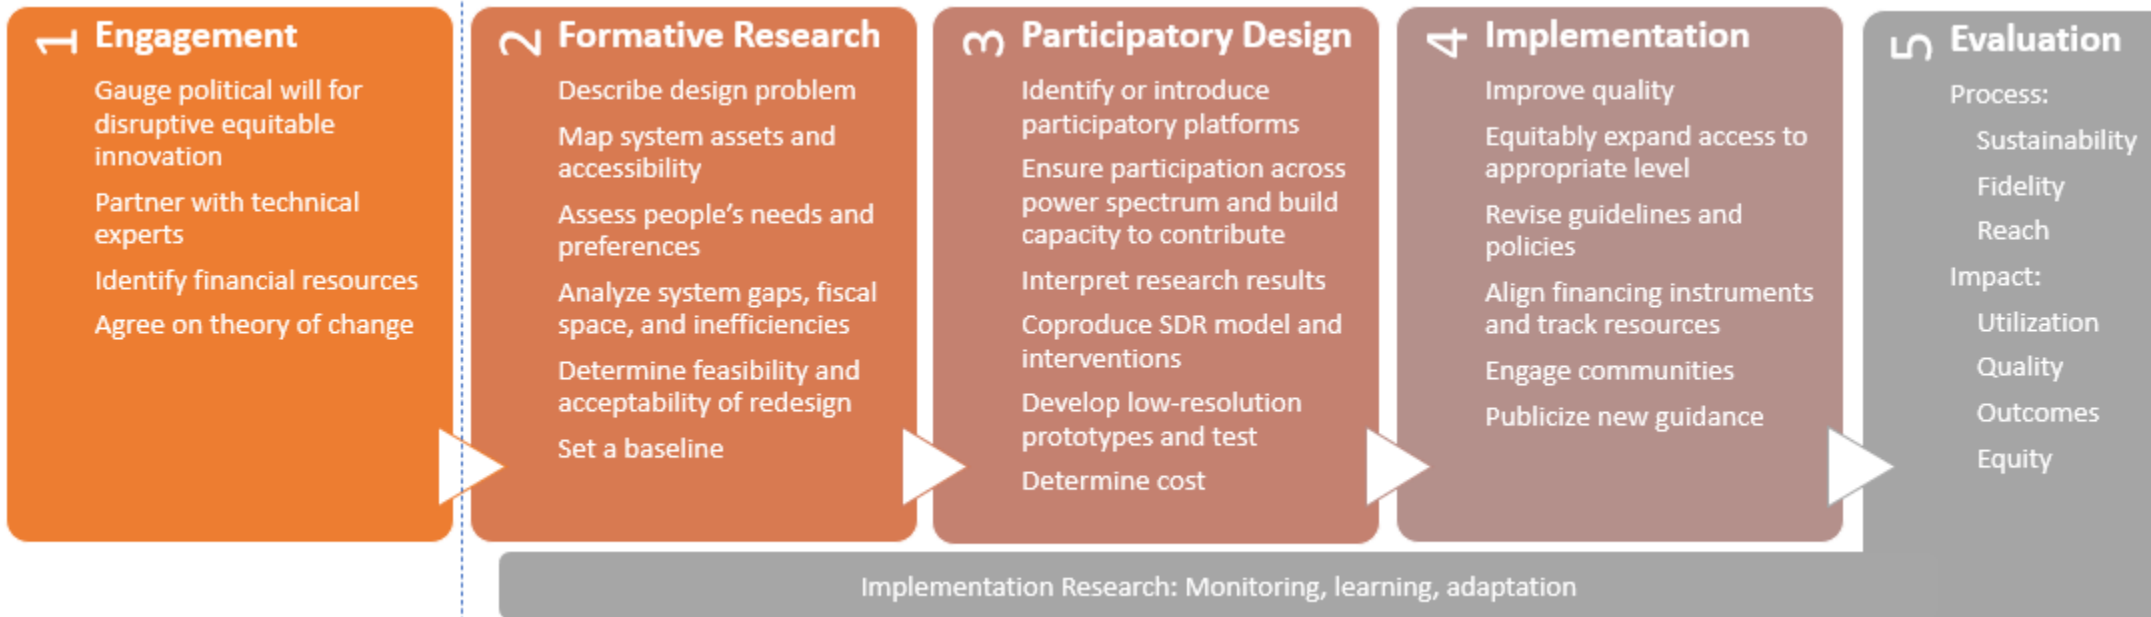 1 Engagement
Gauge political will for
disruptive equitable
innovation
Partner with technical
experts
Identify financial resources
Agree on theory of change
2 Formative Research
Describe design problem
Map system assets and
accessibility
Assess people’s needs and
preferences
Analyze system gaps, fiscal
space, and inefficiencies
Determine feasibility and
acceptability of redesign
Set a baseline
3 Participatory Design
Identify or introduce
participatory platforms
Ensure participation across
power spectrum and build
capacity to contribute
Interpret research results
Coproduce SDR model and
interventions
Develop low-resolution
prototypes and test
Determine cost
4 Implementation
Improve quality
Equitably expand access to
appropriate level
Revise guidelines and
policies
Align financing instruments
and track resources
Engage communities
Publicize new guidance
5 Evaluation
Process:
Sustainability
Fidelity
Reach
Impact:
Utilization
Quality
Outcomes
Equity
Implementation Research: Monitoring, learning, adaptation